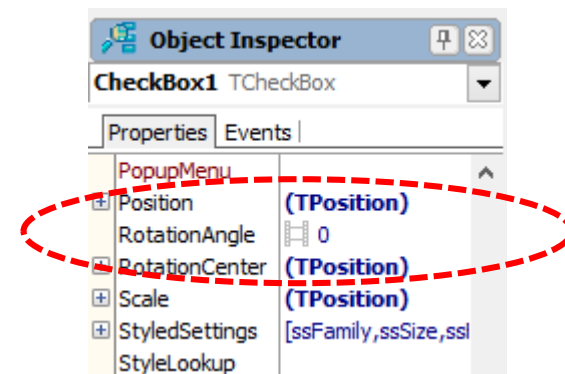 Object Inspector
CheckBox1 TCheckBox
Properties Events
PopupMenu
Position (TPosition)
RotationAngle 0
RotationCenter (TPosition)
Scale (TPosition)
StyledSettings [ssFamily,ssSize,ssl
StyleLookup